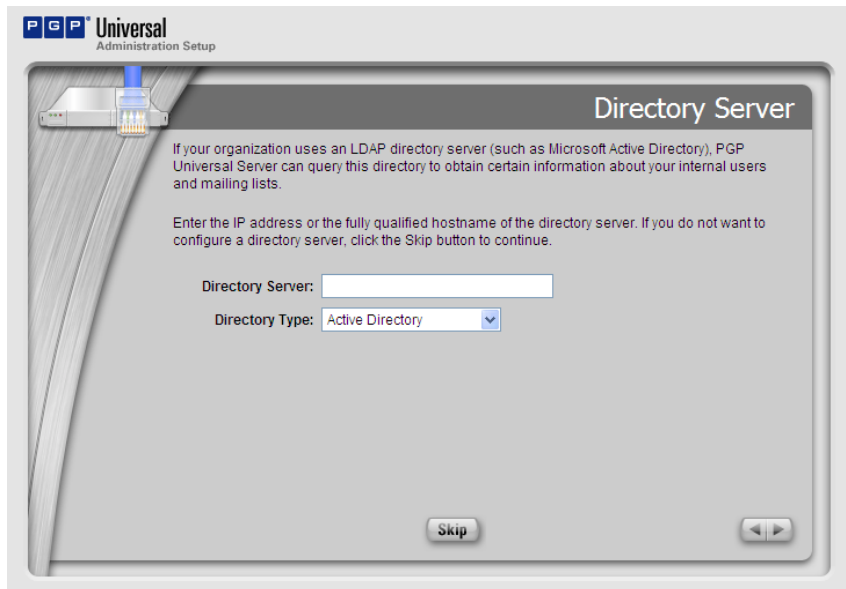 PGP® Universal
Administration Setup
Directory Server
If your organization uses an LDAP directory server (such as Microsoft Active Directory), PGP
Universal Server can query this directory to obtain certain information about your internal users
and mailing lists.
Enter the IP address or the fully qualified hostname of the directory server. If you do not want to
configure a directory server, click the Skip button to continue.
Directory Server:
Directory Type: Active Directory
Skip